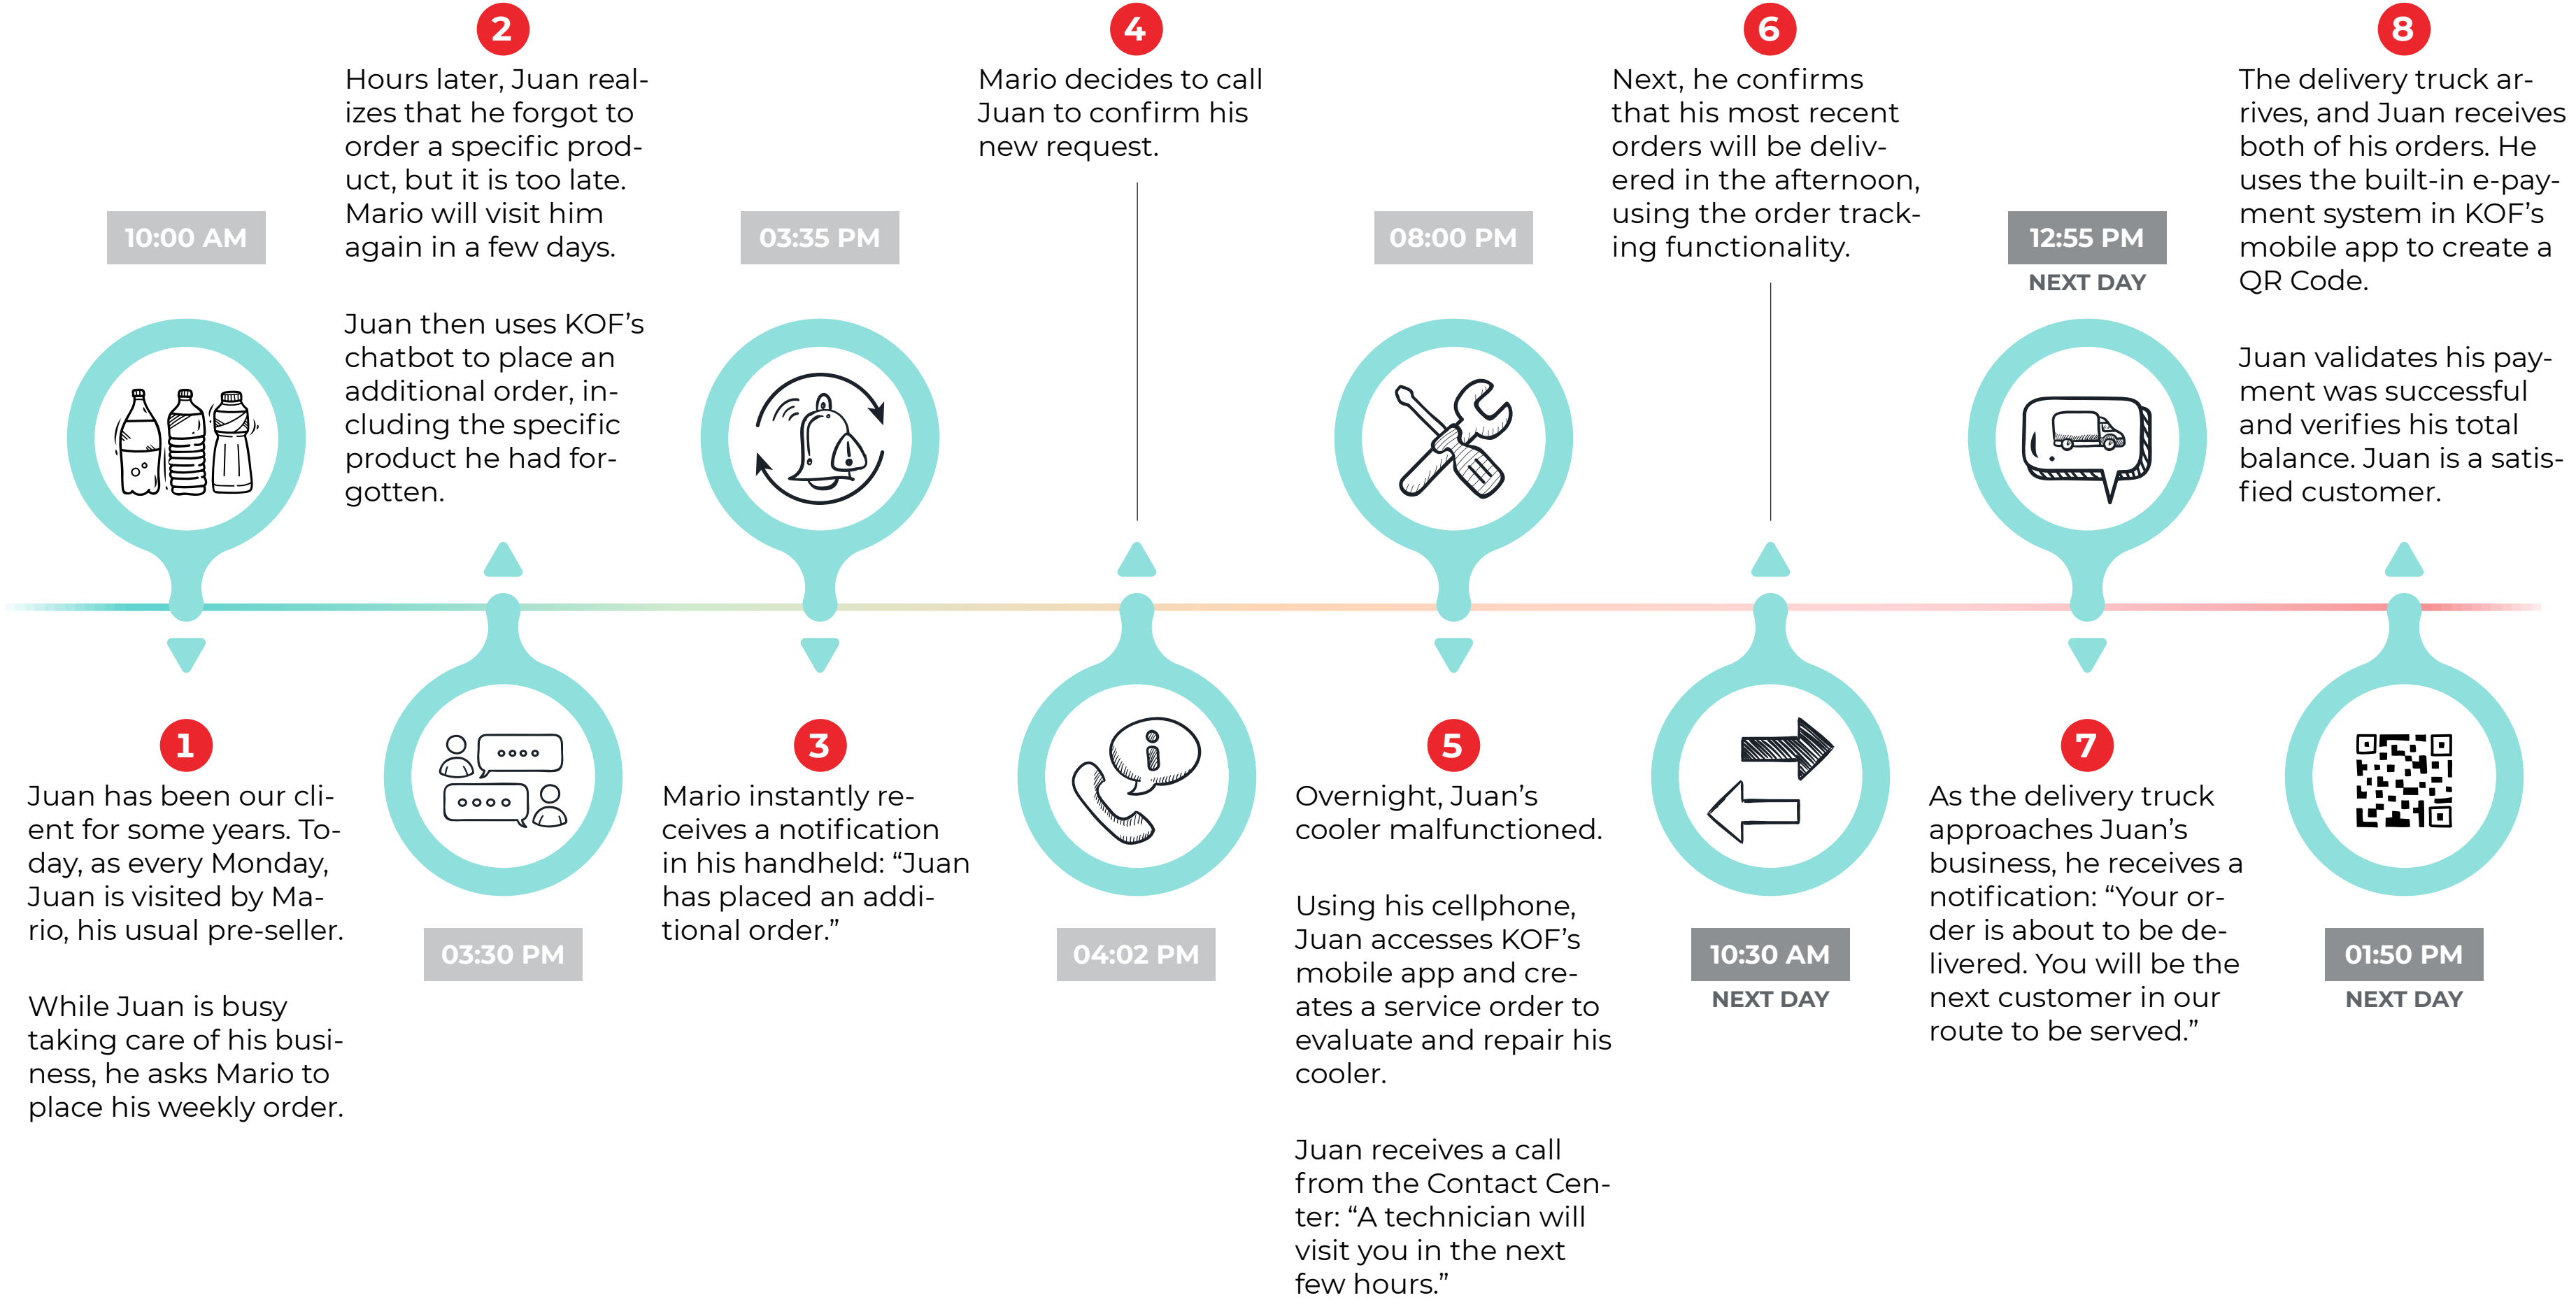 10:00 AM
1
Juan has been our cli-
ent for some years. To-
day, as every Monday,
Juan is visited by Ma-
rio, his usual pre-seller.
While Juan is busy
taking care of his busi-
ness, he asks Mario to
place his weekly order.
2
Hours later, Juan real-
izes that he forgot to
order a specific prod-
uct, but it is too late.
Mario will visit him
again in a few days.
Juan then uses KOF’s
chatbot to place an
additional order, in-
cluding the specific
product he had for-
gotten.
03:30 PM
03:35 PM
3
Mario instantly re-
ceives a notification
in his handheld: “Juan
has placed an addi-
tional order.”
4
Mario decides to call
Juan to confirm his
new request.
i
04:02 PM
08:00 PM
5
Overnight, Juan’s
cooler malfunctioned.
Using his cellphone,
Juan accesses KOF’s
mobile app and cre-
ates a service order to
evaluate and repair his
cooler.
Juan receives a call
from the Contact Cen-
ter: “A technician will
visit you in the next
few hours.”
6
Next, he confirms
that his most recent
orders will be deliv-
ered in the afternoon,
using the order track-
ing functionality.
10:30 AM
NEXT DAY
12:55 PM
NEXT DAY
7
As the delivery truck
approaches Juan’s
business, he receives a
notification: “Your or-
der is about to be de-
livered. You will be the
next customer in our
route to be served.”
8
The delivery truck ar-
rives, and Juan receives
both of his orders. He
uses the built-in e-pay-
ment system in KOF’s
mobile app to create a
QR Code.
Juan validates his pay-
ment was successful
and verifies his total
balance. Juan is a satis-
fied customer.
01:50 PM
NEXT DAY